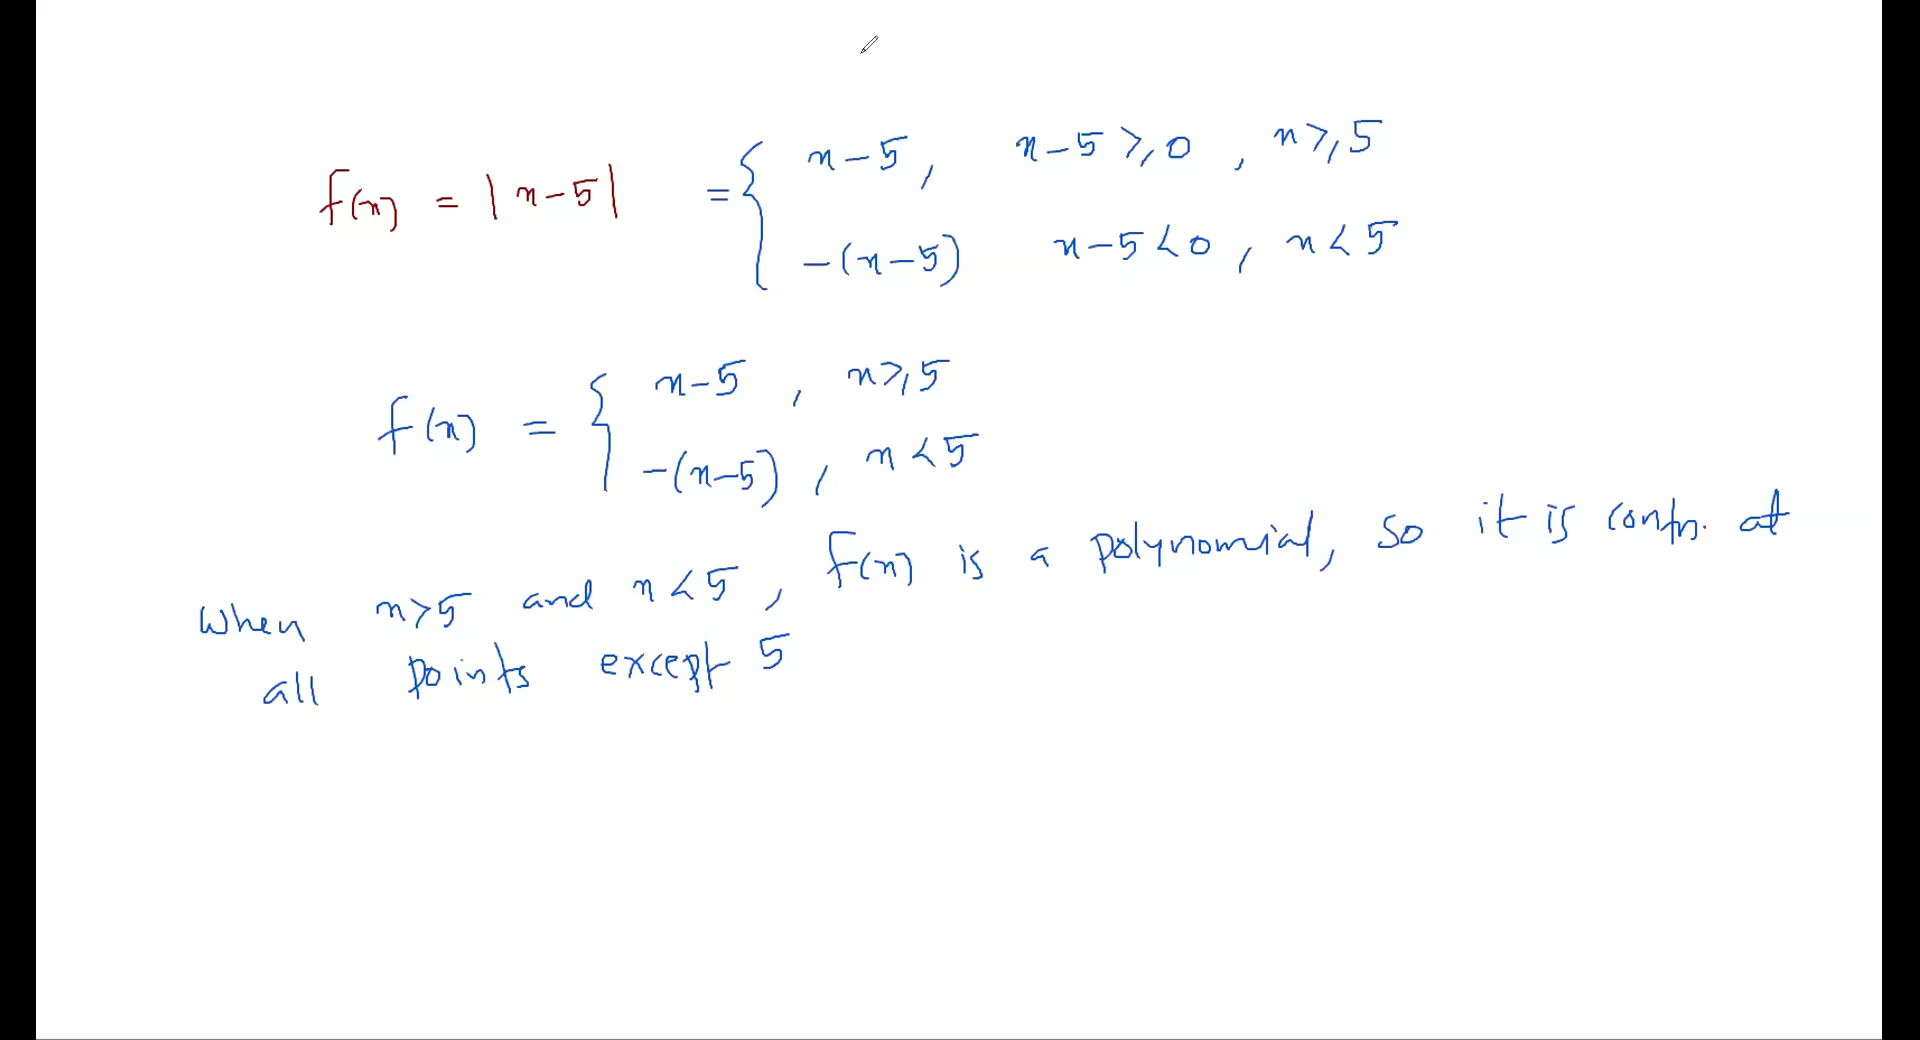 f(x) = |x-5| = { x-5, x-5 ≥ 0, x ≥ 5
-(x-5) x-5 < 0, x < 5
f(x) = { x-5, x ≥ 5
-(x-5), x < 5
When x>5 and x<5, f(x) is a polynomial, so it is contn. at
all points except 5